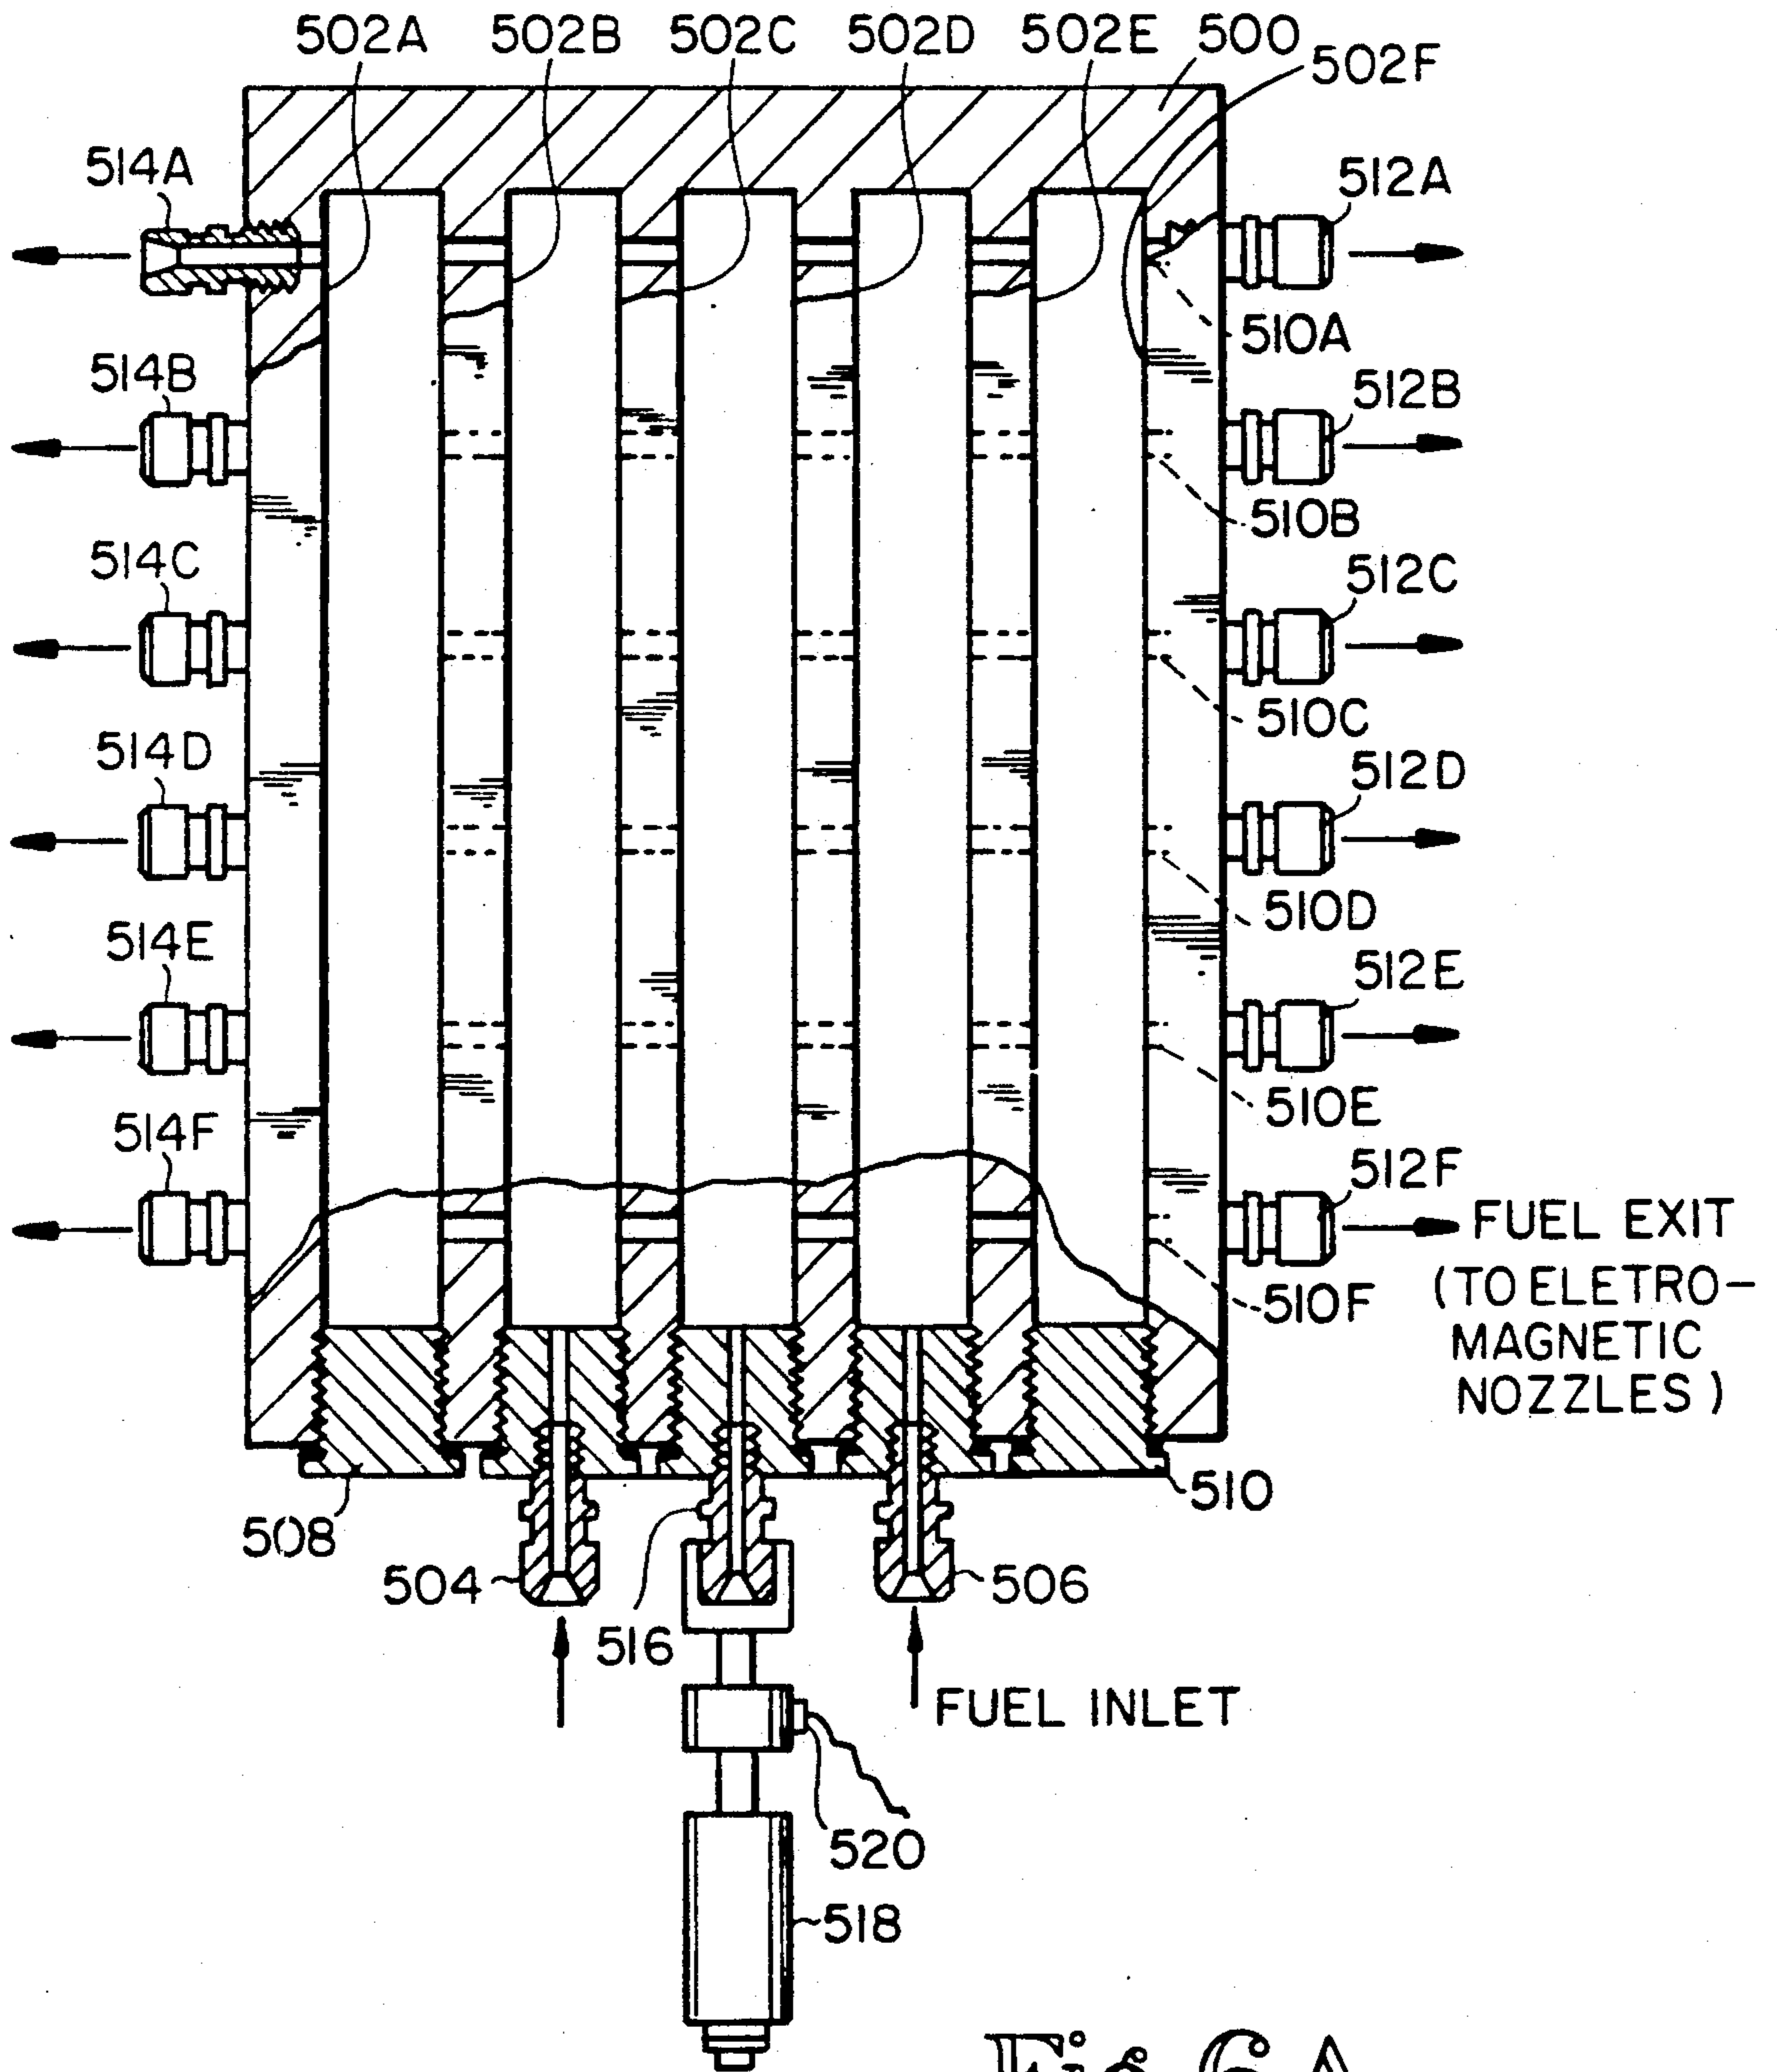 502A 502B 502C 502D 502E 500
502F
514A
512A
510A
514B
512B
510B
514C
512C
510C
514D
512D
510D
514E
512E
510E
514F
512F
FUEL EXIT
(TO ELETRO-
MAGNETIC
NOZZLES)
510F
510
508
504
516
506
FUEL INLET
520
518